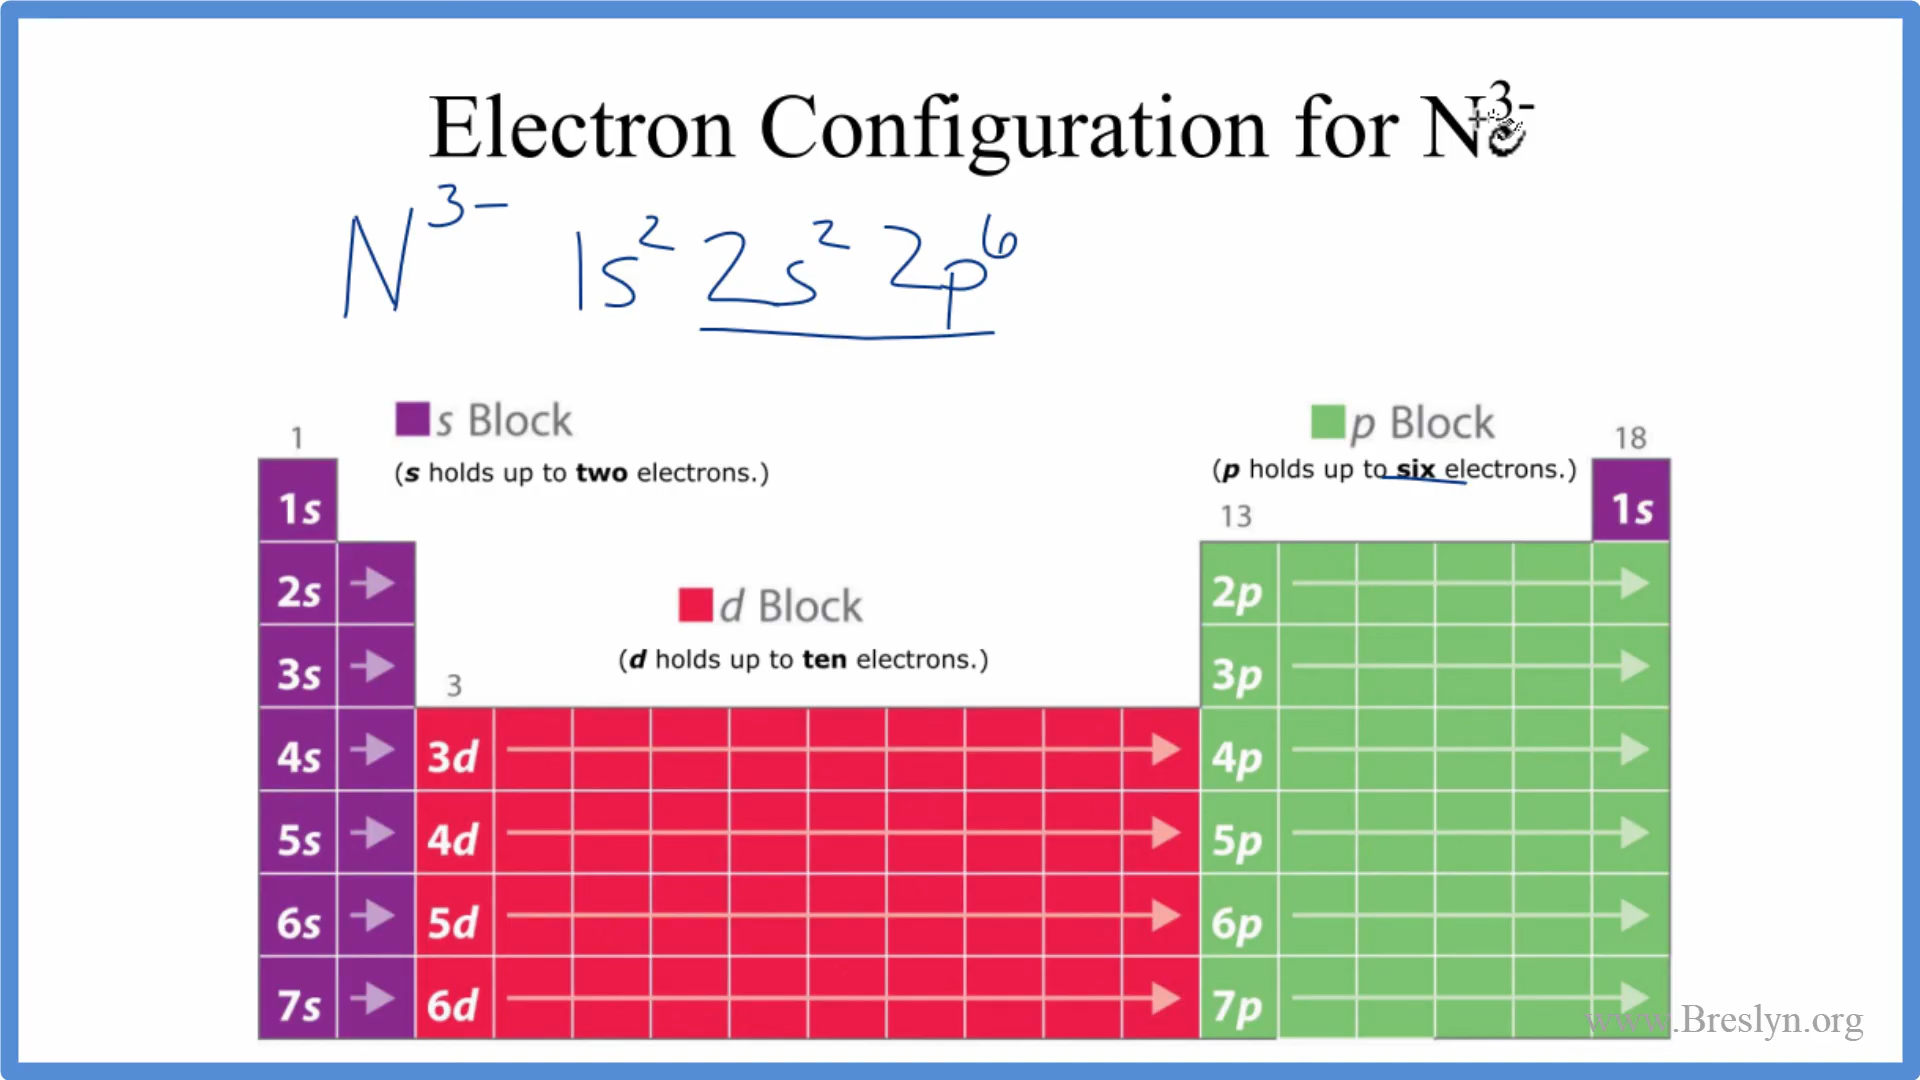 Electron Configuration for N³⁻
N³⁻ 1s² 2s² 2p⁶
s Block
p Block
1
18
(s holds up to two electrons.)
(p holds up to six electrons.)
1s
1s
13
2s
2p
d Block
(d holds up to ten electrons.)
3s
3p
3
4s 3d 4p
5s 4d 5p
6s 5d 6p
7s 6d 7p
www.Breslyn.org